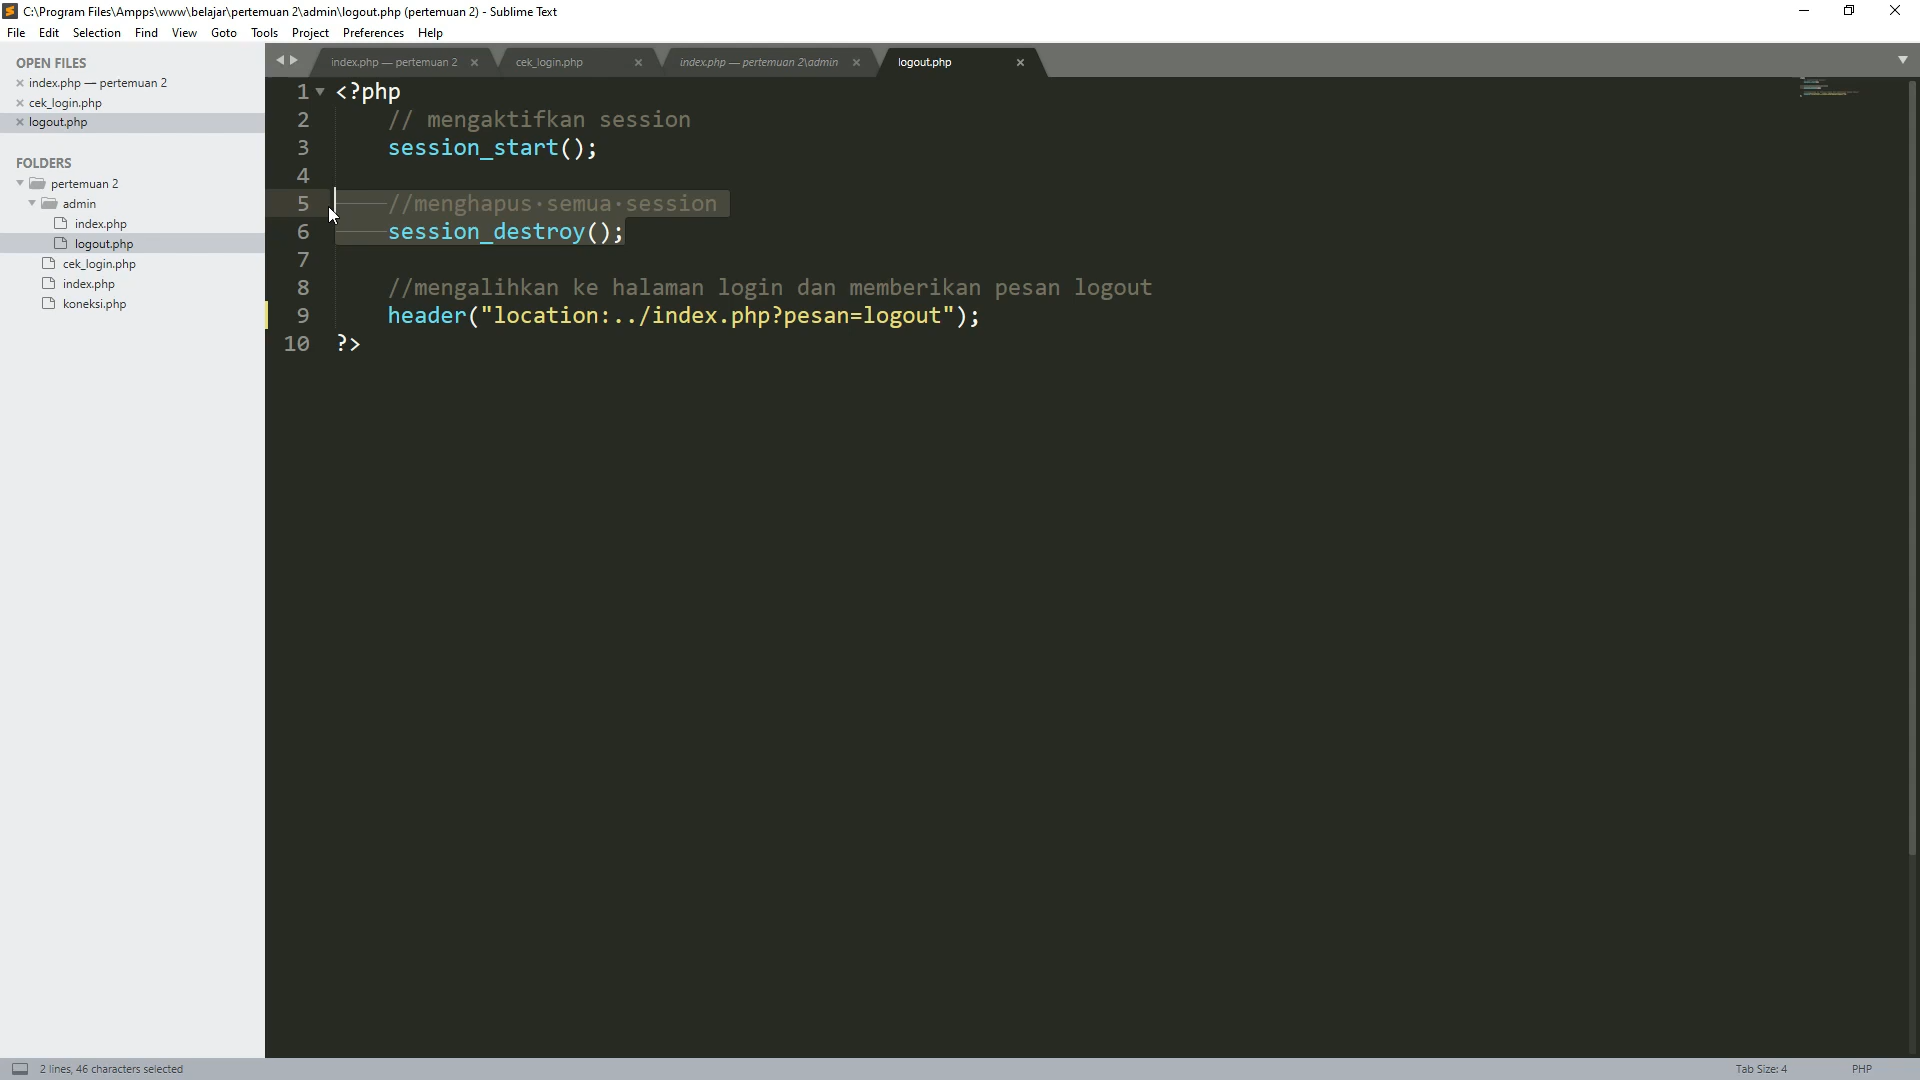 C:\Program Files\Ampps\www\belajar\pertemuan 2\admin\logout.php (pertemuan 2) - Sublime Text
File Edit Selection Find View Goto Tools Project Preferences Help
OPEN FILES
index.php — pertemuan 2
cek_login.php
logout.php
FOLDERS
pertemuan 2
admin
index.php
logout.php
cek_login.php
index.php
koneksi.php
index.php — pertemuan 2
cek_login.php
index.php — pertemuan 2\admin
logout.php
1 <?php
2 // mengaktifkan session
3 session_start();
4
5 //menghapus semua session
6 session_destroy();
7
8 //mengalihkan ke halaman login dan memberikan pesan logout
9 header("location:../index.php?pesan=logout");
10 ?>
2 lines, 46 characters selected
Tab Size: 4
PHP